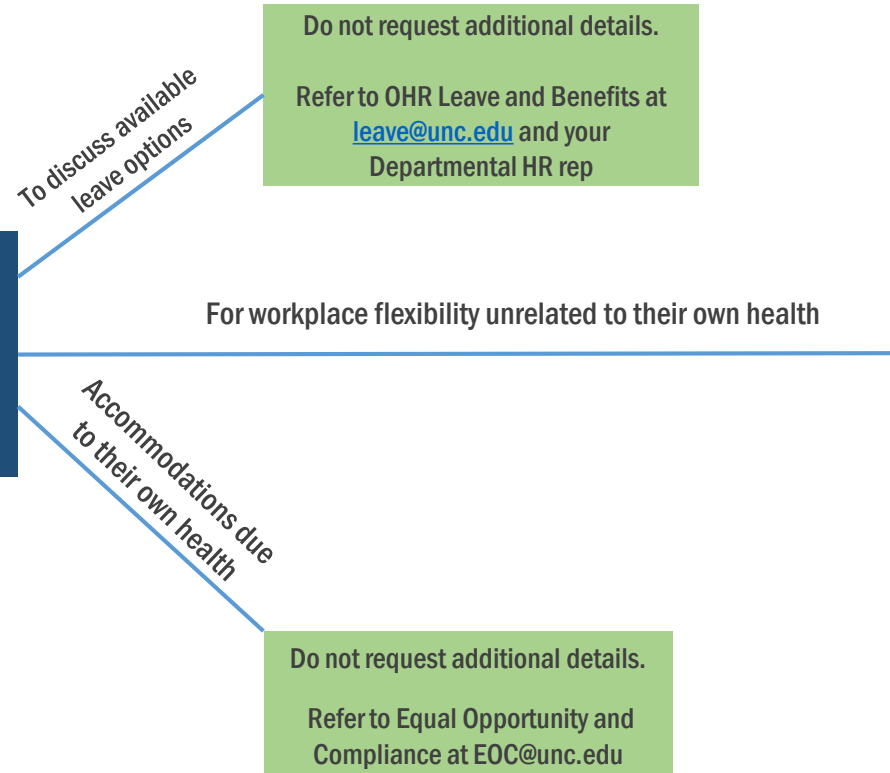 Do not request additional details.
Refer to OHR Leave and Benefits at
leave@unc.edu and your
Departmental HR rep
To discuss available
leave options
For workplace flexibility unrelated to their own health
Accommodations due
to their own health
Do not request additional details.
Refer to Equal Opportunity and
Compliance at EOC@unc.edu